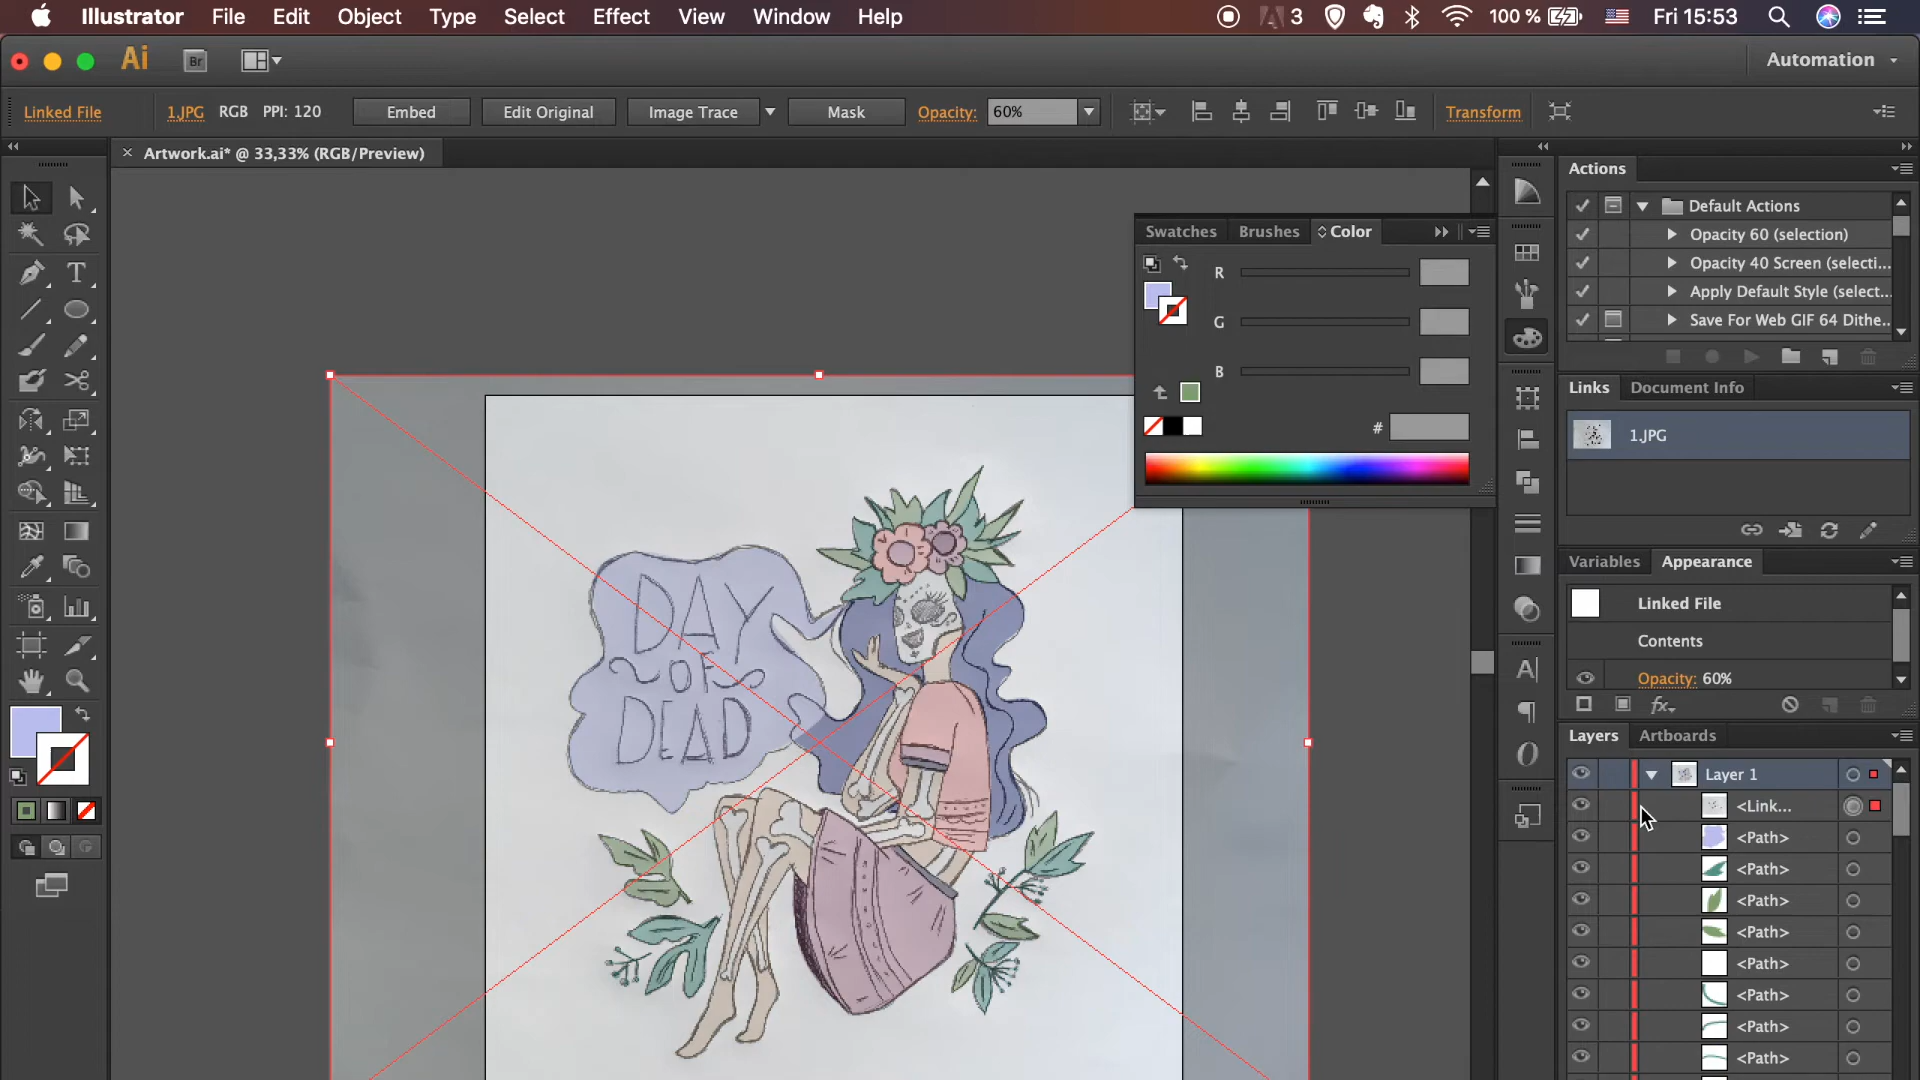 Illustrator File Edit Object Type Select Effect View Window Help 3 100 % Fri 15:53
Ai Br Automation
Linked File 1.JPG RGB PPI: 120 Embed Edit Original Image Trace Mask Opacity: 60% Transform
× Artwork.ai* @ 33,33% (RGB/Preview)
Actions
Default Actions
Opacity 60 (selection)
Opacity 40 Screen (selecti...
Apply Default Style (select...
Save For Web GIF 64 Dithe...
Swatches Brushes Color
R
G
B
#
Links Document Info
1.JPG
Variables Appearance
Linked File
Contents
Opacity: 60%
fx
Layers Artboards
Layer 1
<Link...
<Path>
<Path>
<Path>
<Path>
<Path>
<Path>
<Path>
<Path>
DAY
OF
DEAD